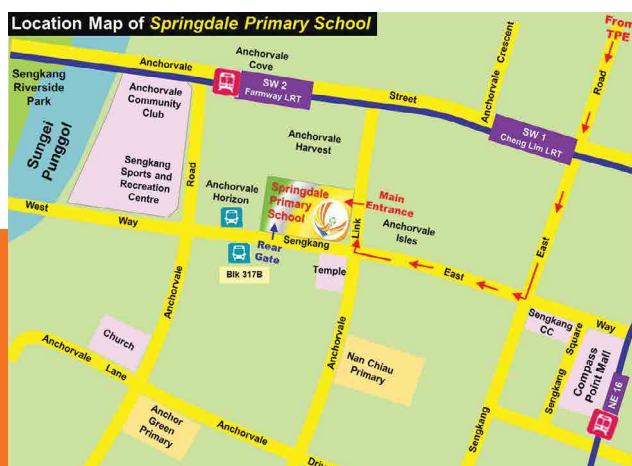 Location Map of Springdale Primary School
From
TPE
Anchorvale
Cove
Anchorvale
Anchorvale Crescent
Road
SW 2
Farmway LRT
Street
Sengkang
Riverside
Park
Anchorvale
Community
Club
Sungei
Punggol
SW 1
Cheng Lim LRT
Anchorvale
Harvest
Sengkang
Sports and
Recreation
Centre
Road
Anchorvale
Horizon
Springdale
Primary
School
Main
Entrance
West
Way
Link
Anchorvale
Isles
East
Sengkang
Rear
Gate
Blk 317B
Temple
East
Anchorvale
Anchorvale
Sengkang
CC
Way
Sengkang Square
Compass
Point Mall
NE 16
Church
Anchorvale
Lane
Nan Chiau
Primary
Anchor
Green
Primary
Anchorvale
Sengkang